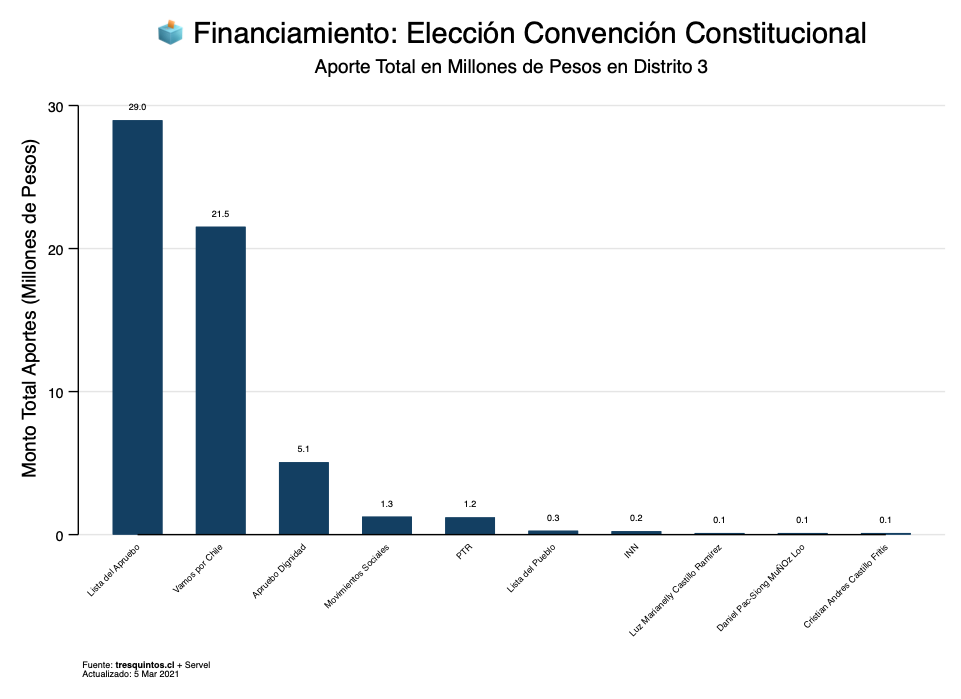 Financiamiento: Elección Convención Constitucional
Aporte Total en Millones de Pesos en Distrito 3
Monto Total Aportes (Millones de Pesos)
30
20
10
0
29.0
21.5
5.1
1.3
1.2
0.3
0.2
0.1
0.1
0.1
Lista del Apruebo
Vamos por Chile
Apruebo Dignidad
Movimientos Sociales
PTR
Lista del Pueblo
INN
Luz Marianelly Castillo Ramirez
Daniel Pac-Siong MuÑOz Loo
Cristian Andres Castillo Fritis
Fuente: tresquintos.cl + Servel
Actualizado: 5 Mar 2021